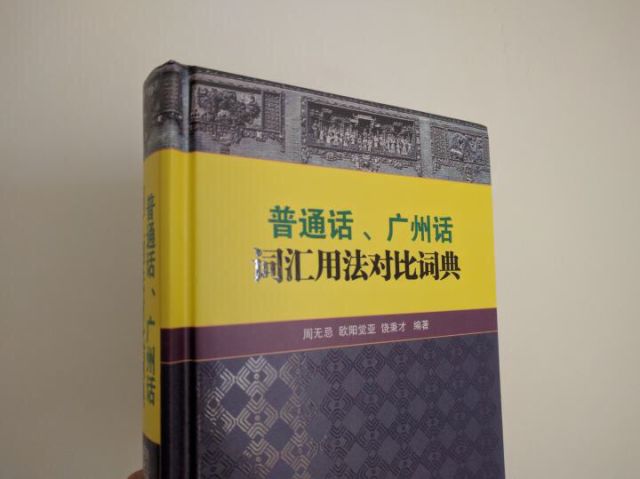 普通话、广州话
词汇用法对比词典
周无忌 欧阳觉亚 饶秉才 编著
普通话、广州话